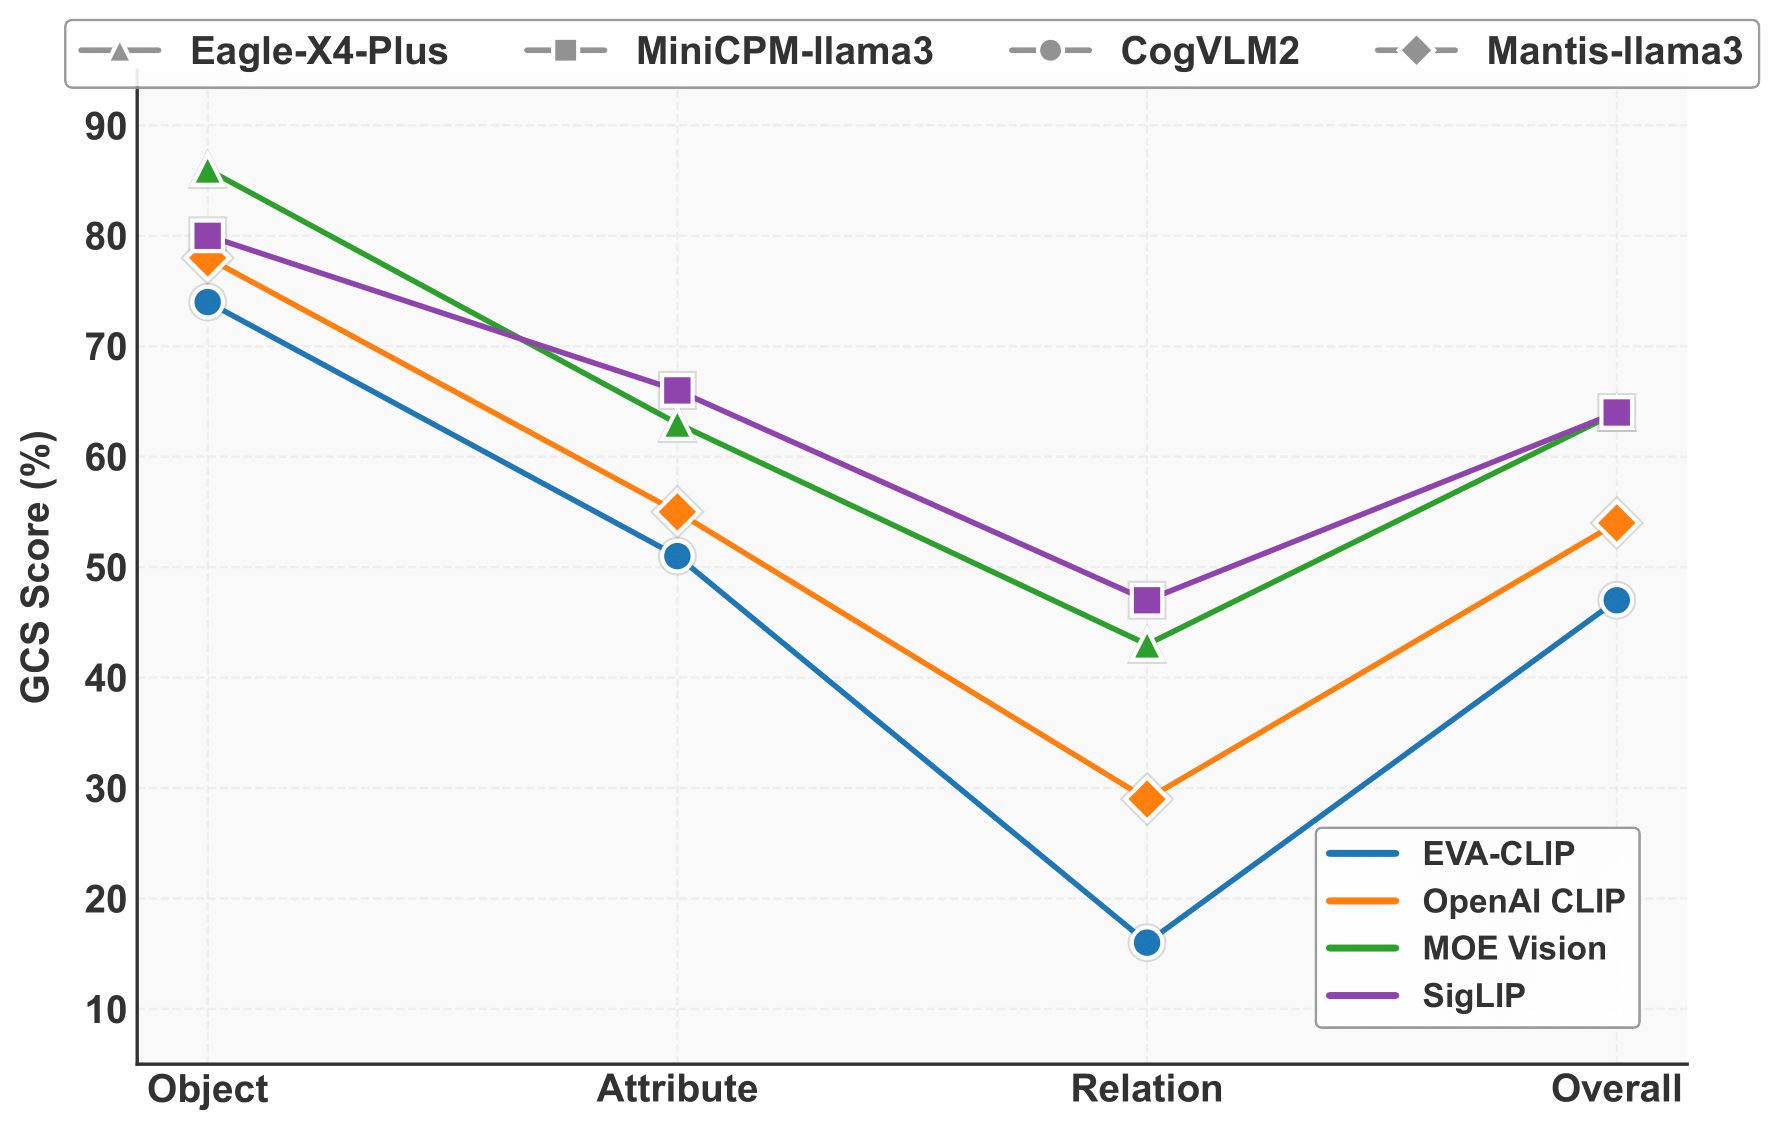 Eagle-X4-Plus MiniCPM-llama3 CogVLM2 Mantis-llama3
GCS Score (%)
90
80
70
60
50
40
30
20
10
EVA-CLIP
OpenAI CLIP
MOE Vision
SigLIP
Object Attribute Relation Overall